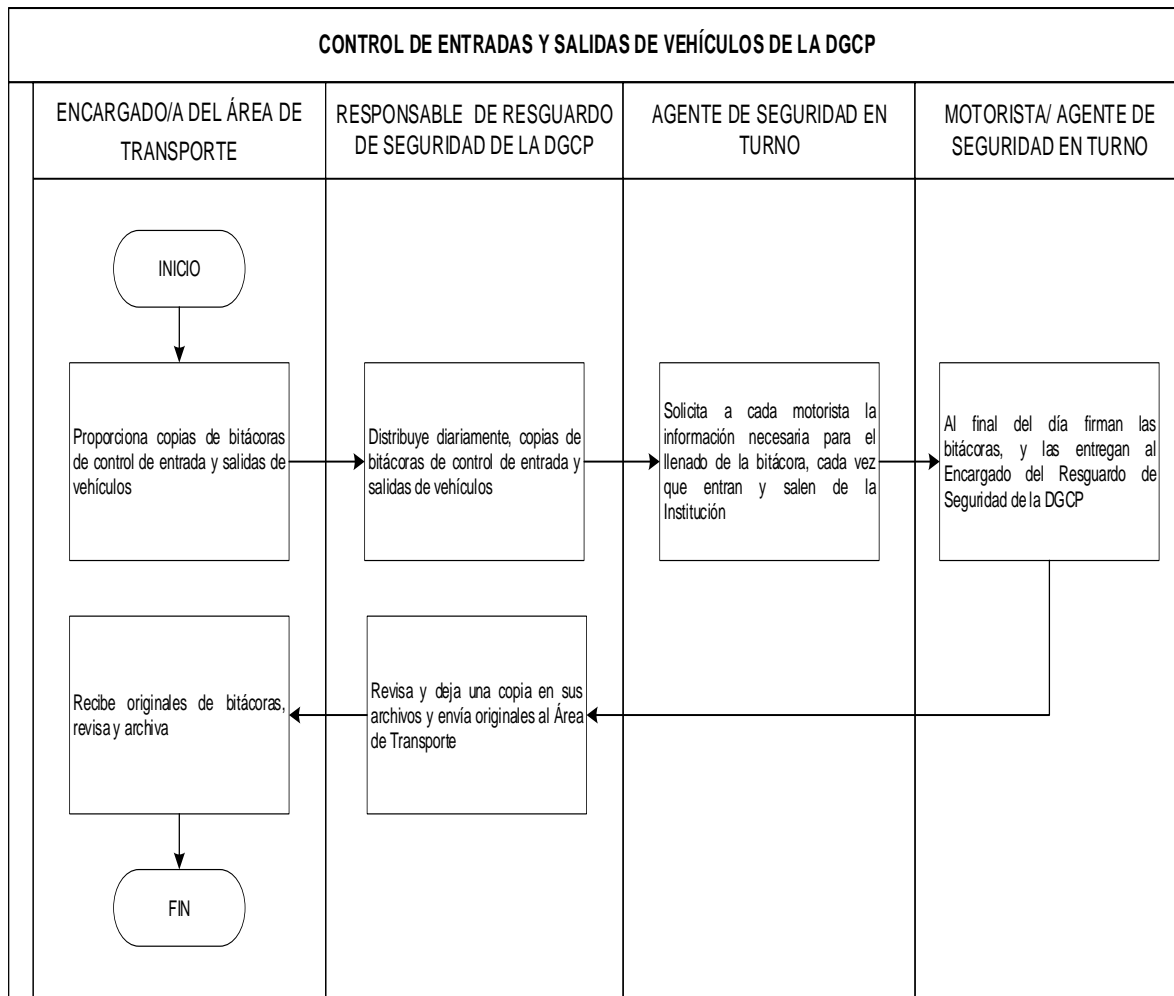 CONTROL DE ENTRADAS Y SALIDAS DE VEHÍCULOS DE LA DGCP
ENCARGADO/A DEL ÁREA DE
TRANSPORTE
RESPONSABLE DE RESGUARDO
DE SEGURIDAD DE LA DGCP
AGENTE DE SEGURIDAD EN
TURNO
MOTORISTA/ AGENTE DE
SEGURIDAD EN TURNO
INICIO
Proporciona copias de bitácoras
de control de entrada y salidas de
vehículos
Distribuye diariamente, copias de
bitácoras de control de entrada y
salidas de vehículos
Solicita a cada motorista la
información necesaria para el
llenado de la bitácora, cada vez
que entran y salen de la
Institución
Al final del día firman las
bitácoras, y las entregan al
Encargado del Resguardo de
Seguridad de la DGCP
Revisa y deja una copia en sus
archivos y envía originales al Área
de Transporte
Recibe originales de bitácoras,
revisa y archiva
FIN